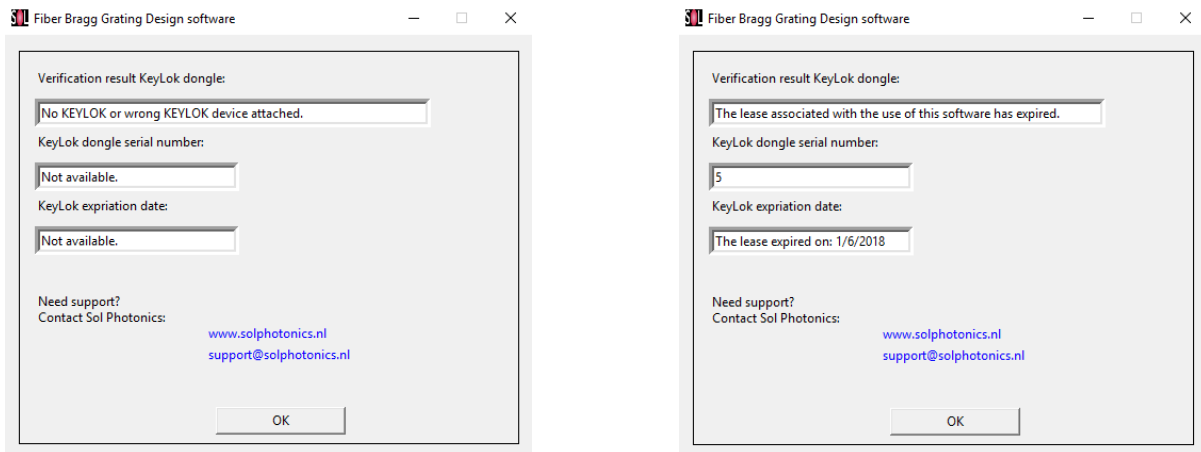 SOL Fiber Bragg Grating Design software
Verification result KeyLok dongle:
No KEYLOK or wrong KEYLOK device attached.
KeyLok dongle serial number:
Not available.
KeyLok expriation date:
Not available.
Need support?
Contact Sol Photonics:
www.solphotonics.nl
support@solphotonics.nl
OK
SOL Fiber Bragg Grating Design software
Verification result KeyLok dongle:
The lease associated with the use of this software has expired.
KeyLok dongle serial number:
5
KeyLok expriation date:
The lease expired on: 1/6/2018
Need support?
Contact Sol Photonics:
www.solphotonics.nl
support@solphotonics.nl
OK